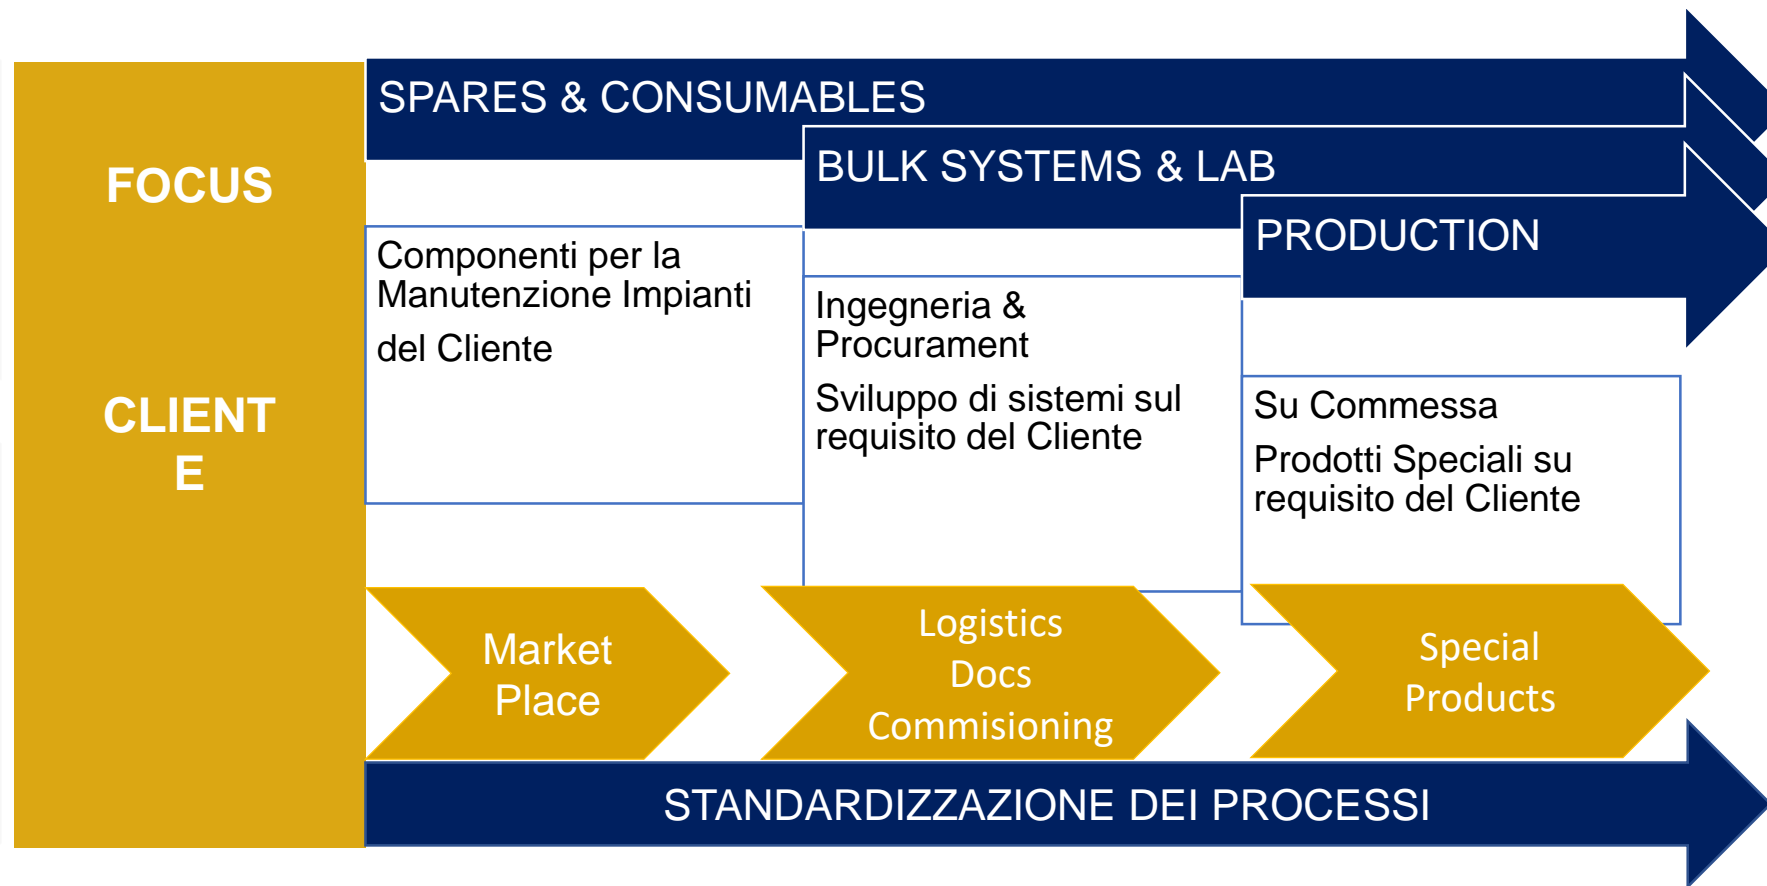 FOCUS
CLIENT
E
SPARES & CONSUMABLES
Componenti per la
Manutenzione Impianti
del Cliente
BULK SYSTEMS & LAB
Ingegneria &
Procurament
Sviluppo di sistemi sul
requisito del Cliente
PRODUCTION
Su Commessa
Prodotti Speciali su
requisito del Cliente
Market
Place
Logistics
Docs
Commisioning
Special
Products
STANDARDIZZAZIONE DEI PROCESSI